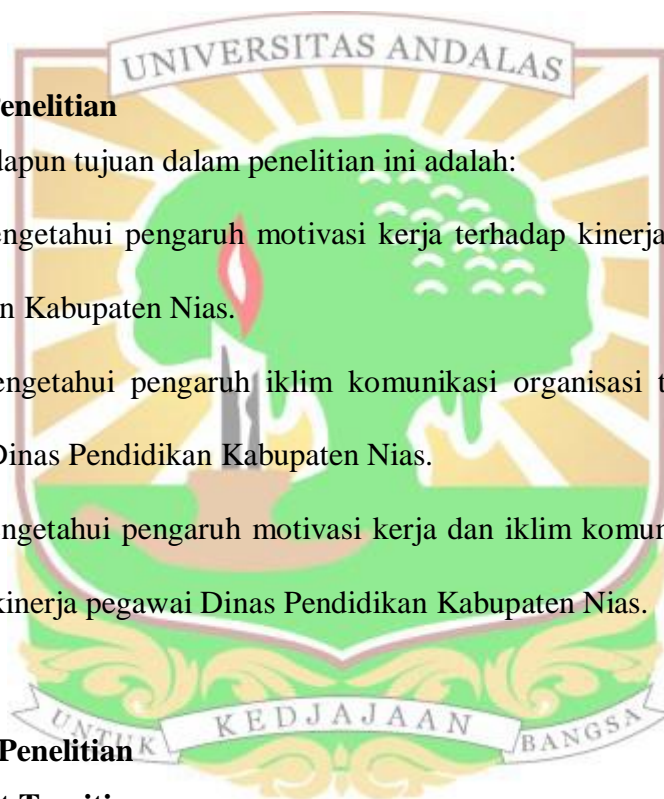 UNIVERSITAS ANDALAS
Penelitian
dapun tujuan dalam penelitian ini adalah:
engetahui pengaruh motivasi kerja terhadap kinerja
n Kabupaten Nias.
engetahui pengaruh iklim komunikasi organisasi t
Dinas Pendidikan Kabupaten Nias.
ngetahui pengaruh motivasi kerja dan iklim komun
kinerja pegawai Dinas Pendidikan Kabupaten Nias.
UNTUK KEDJAJAAN BANGSA
Penelitian